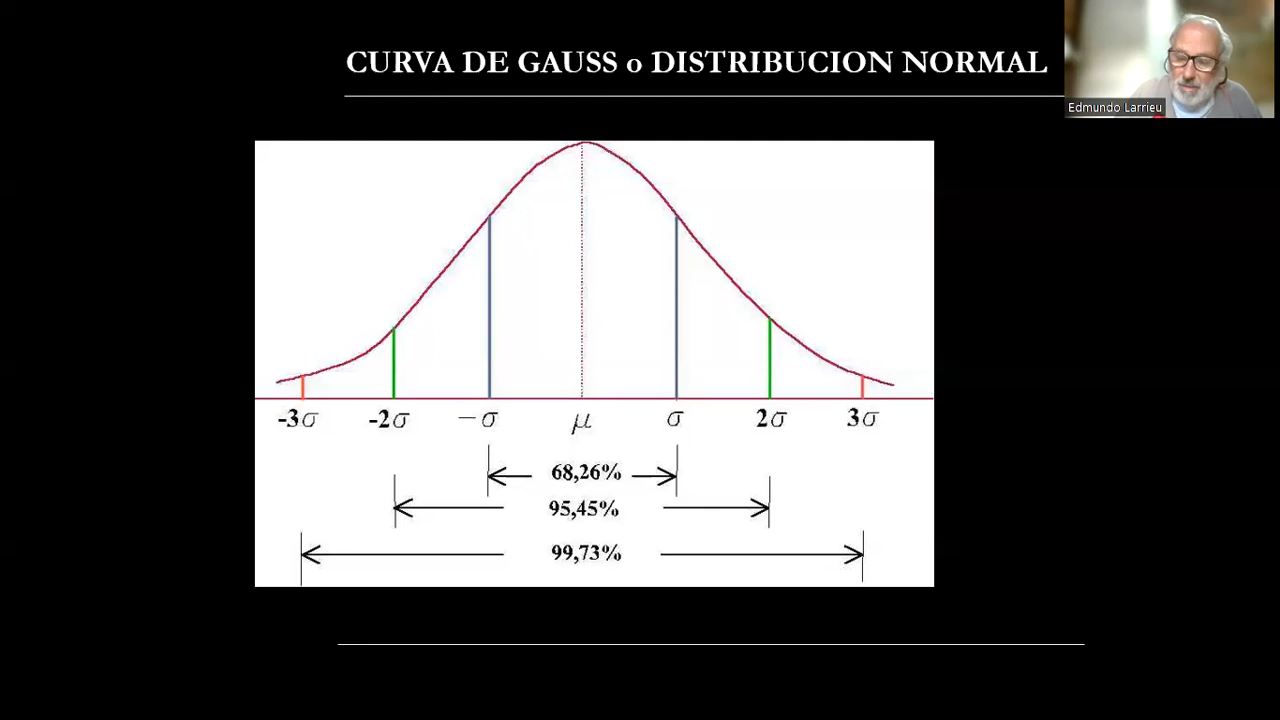 CURVA DE GAUSS o DISTRIBUCION NORMAL
Edmundo Larrieu
-3σ -2σ −σ μ σ 2σ 3σ
68,26%
95,45%
99,73%